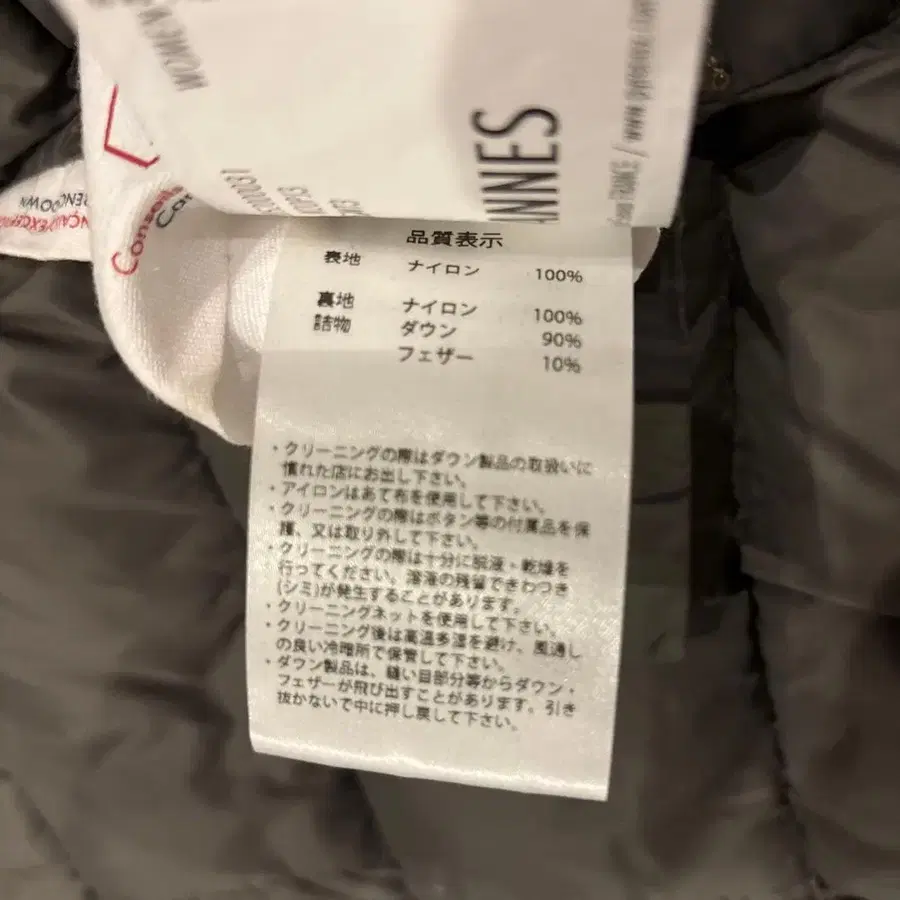 WOMEN
ANNES
Conseils
Ca
品質表示
表地 ナイロン 100%
裏地 ナイロン 100%
詰物 ダウン 90%
フェザー 10%
・クリーニングの際はダウン製品の取扱いに
慣れた店にお出し下さい。
・アイロンはあて布を使用して下さい。
・クリーニングの際はボタン等の付属品を保
護、又は取り外して下さい。
・クリーニングの際は十分に脱液・乾燥を
行ってください。溶液の残留できわつき
(シミ)が発生することがあります。
・クリーニングネットを使用して下さい。
・クリーニング後は高温多湿を避け、風通し
の良い冷暗所で保管して下さい。
・ダウン製品は、縫い目部分等からダウン・
フェザーが飛び出すことがあります。引き
抜かないで中に押し戻して下さい。